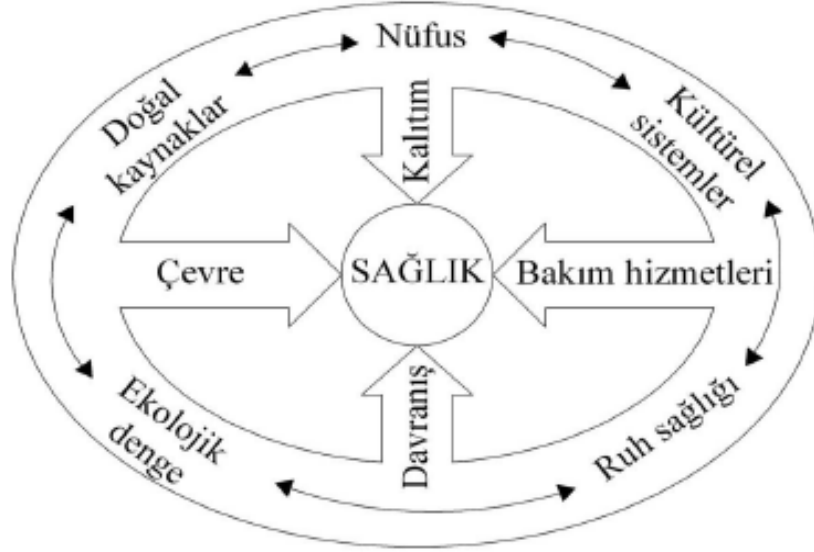 Nüfus
Doğal
kaynaklar
Kültürel
sistemler
Kalıtım
Çevre
SAĞLIK
Bakım hizmetleri
Davranış
Ekolojik
denge
Ruh sağlığı